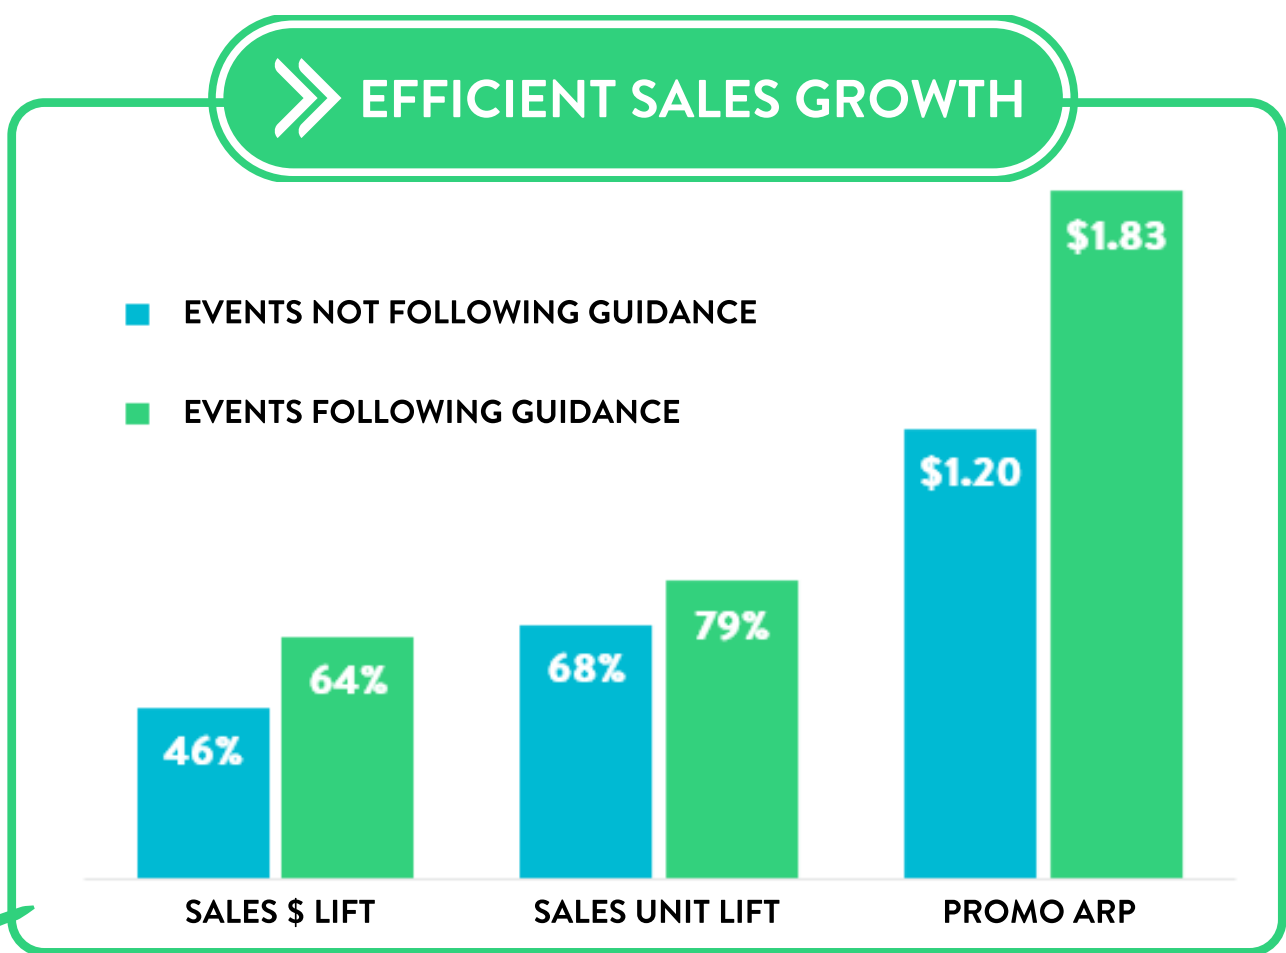 EFFICIENT SALES GROWTH
$1.83
EVENTS NOT FOLLOWING GUIDANCE
EVENTS FOLLOWING GUIDANCE
$1.20
79%
68%
64%
46%
SALES $ LIFT
SALES UNIT LIFT
PROMO ARP